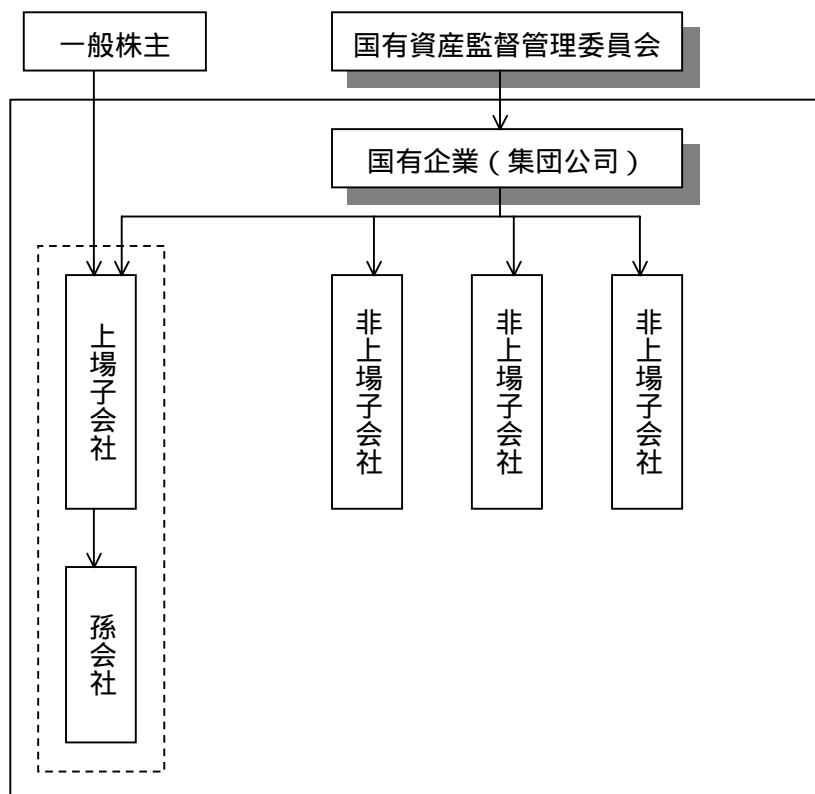 一般株主
国有資産監督管理委員会
国有企業（集団公司）
上場子会社
非上場子会社
非上場子会社
非上場子会社
孫会社